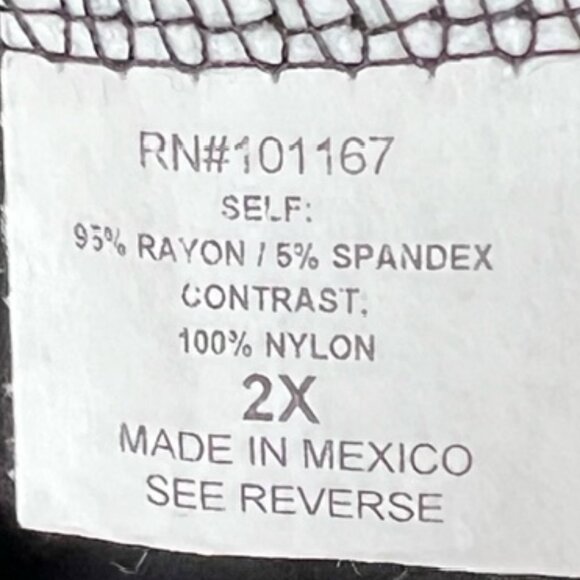 RN#101167
SELF:
95% RAYON / 5% SPANDEX
CONTRAST:
100% NYLON
2X
MADE IN MEXICO
SEE REVERSE